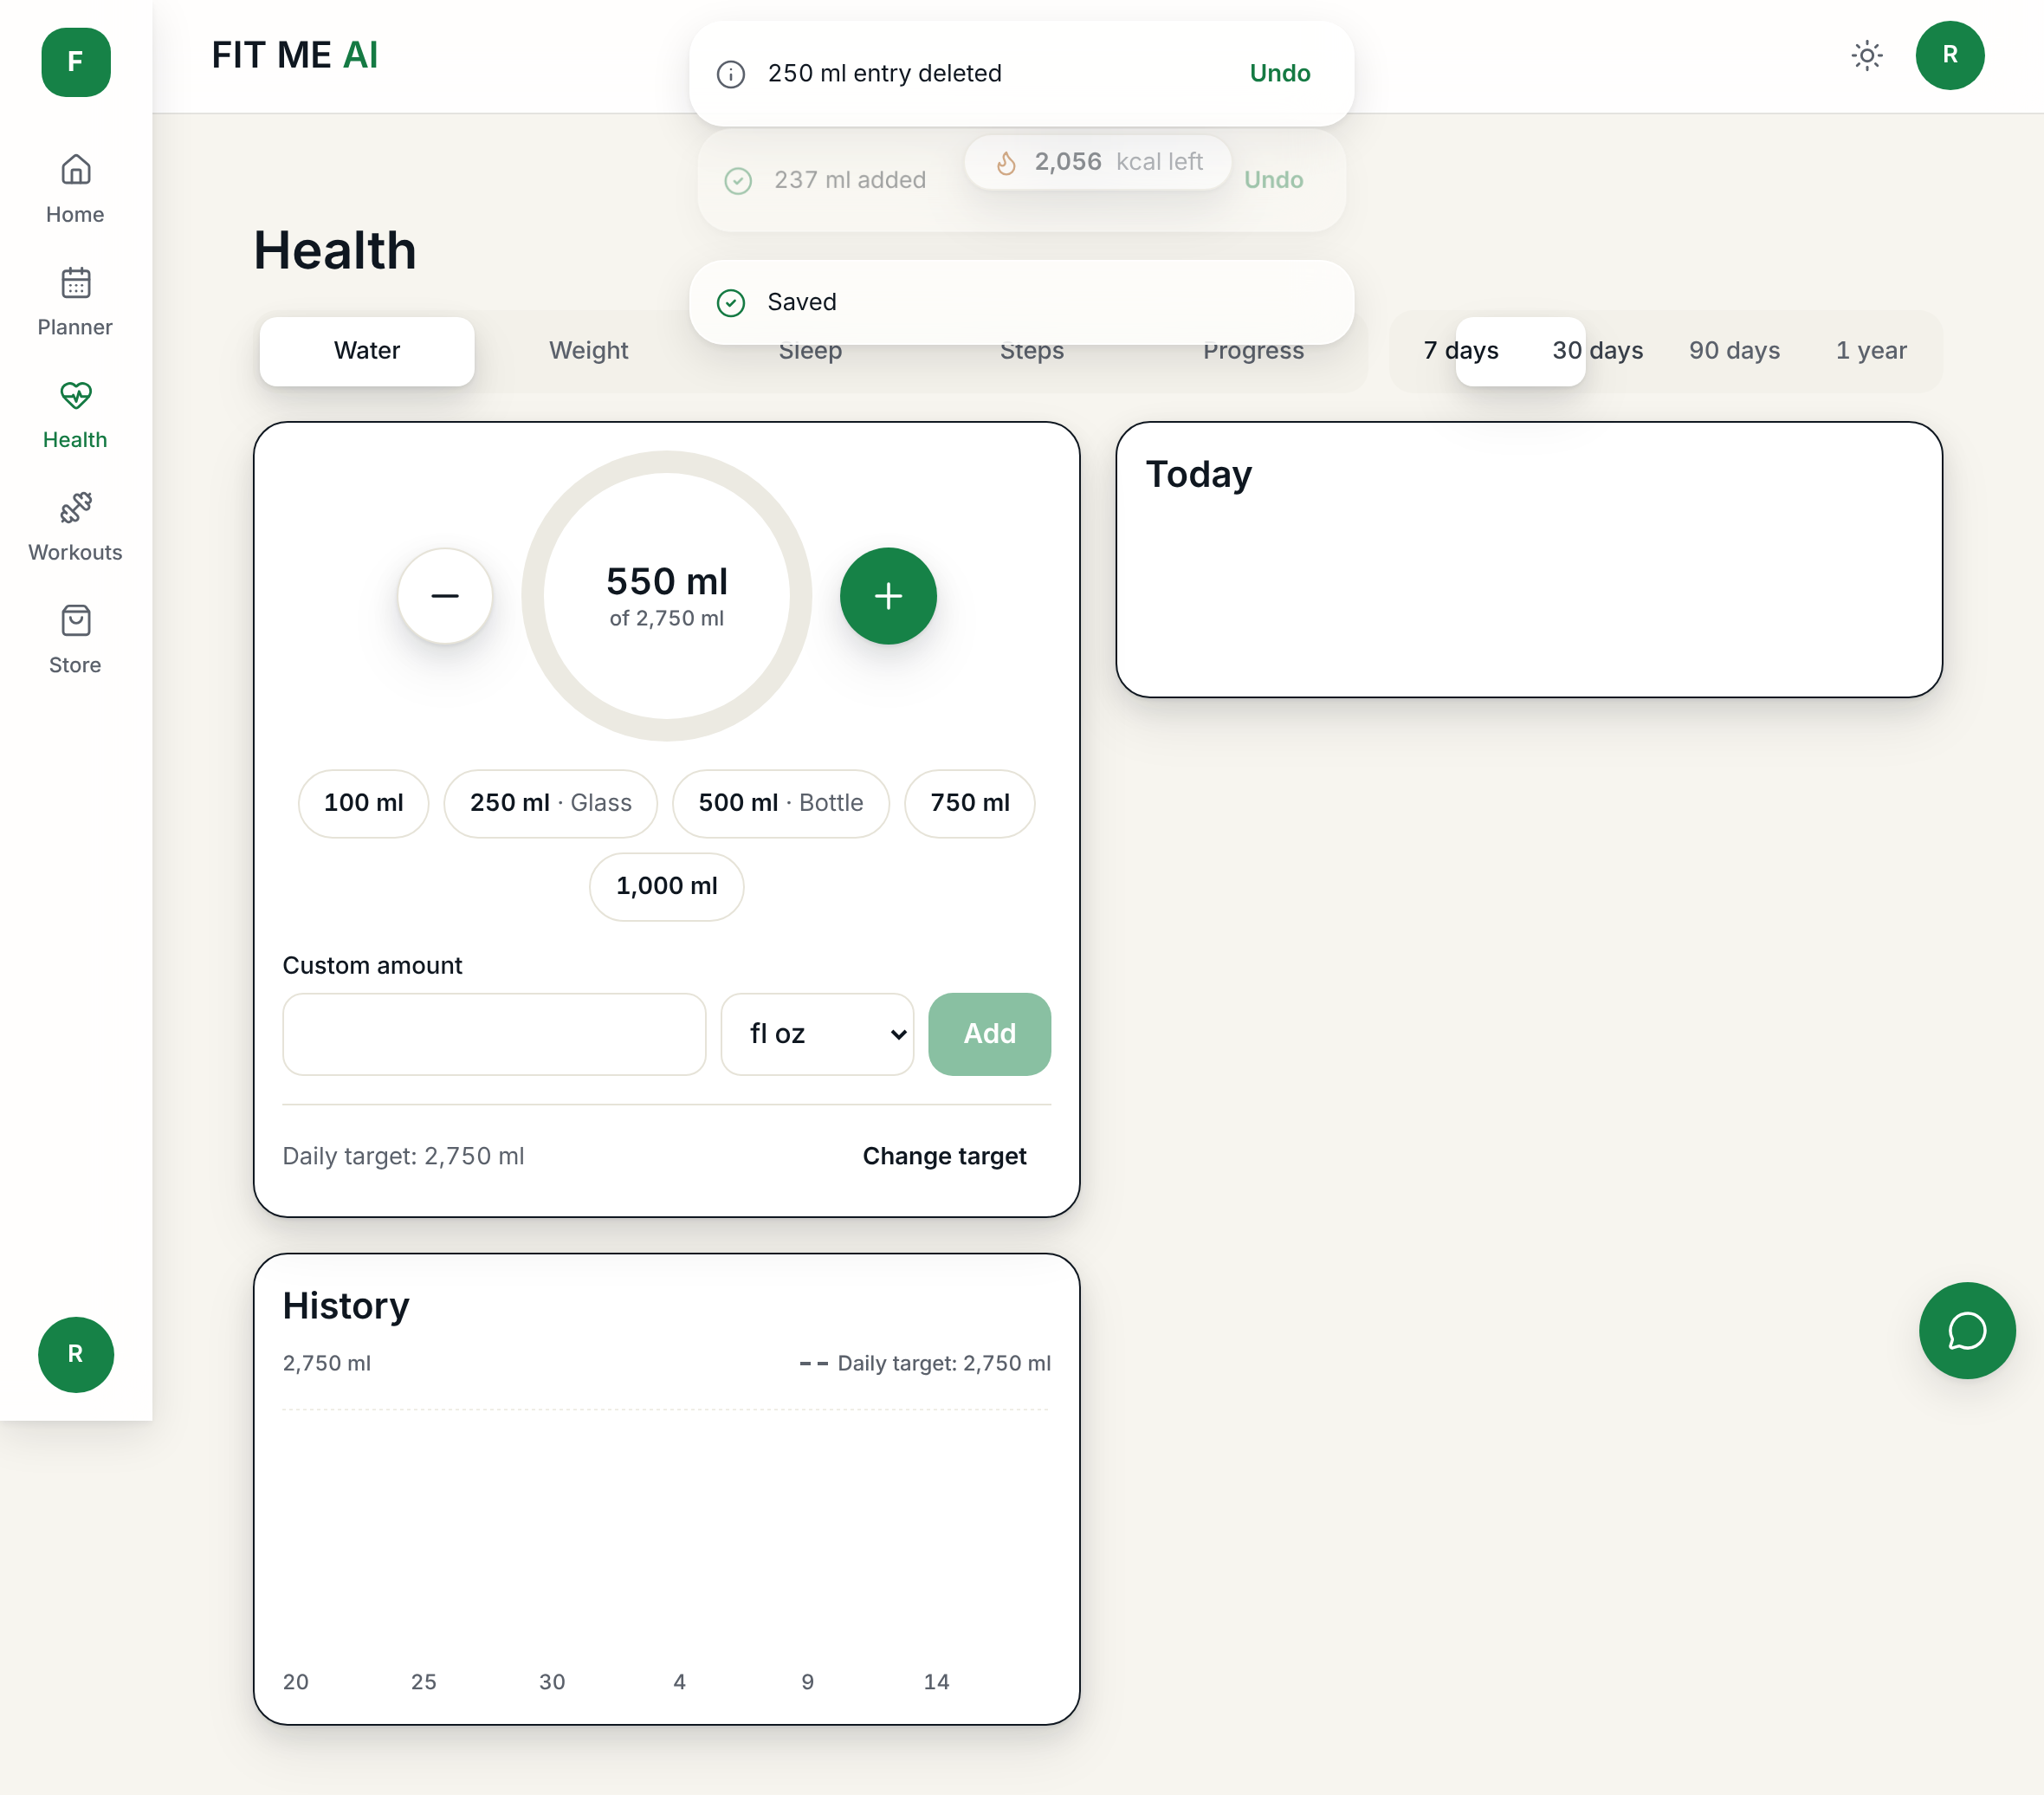 F
FIT ME AI
250 ml entry deleted Undo
R
237 ml added Undo
2,056 kcal left
Saved
Home
Planner
Health
Workouts
Store
R
Health
Water Weight Sleep Steps Progress
7 days 30 days 90 days 1 year
550 ml
of 2,750 ml
100 ml 250 ml · Glass 500 ml · Bottle 750 ml
1,000 ml
Custom amount
fl oz Add
Daily target: 2,750 ml Change target
Today
History
2,750 ml Daily target: 2,750 ml
20 25 30 4 9 14